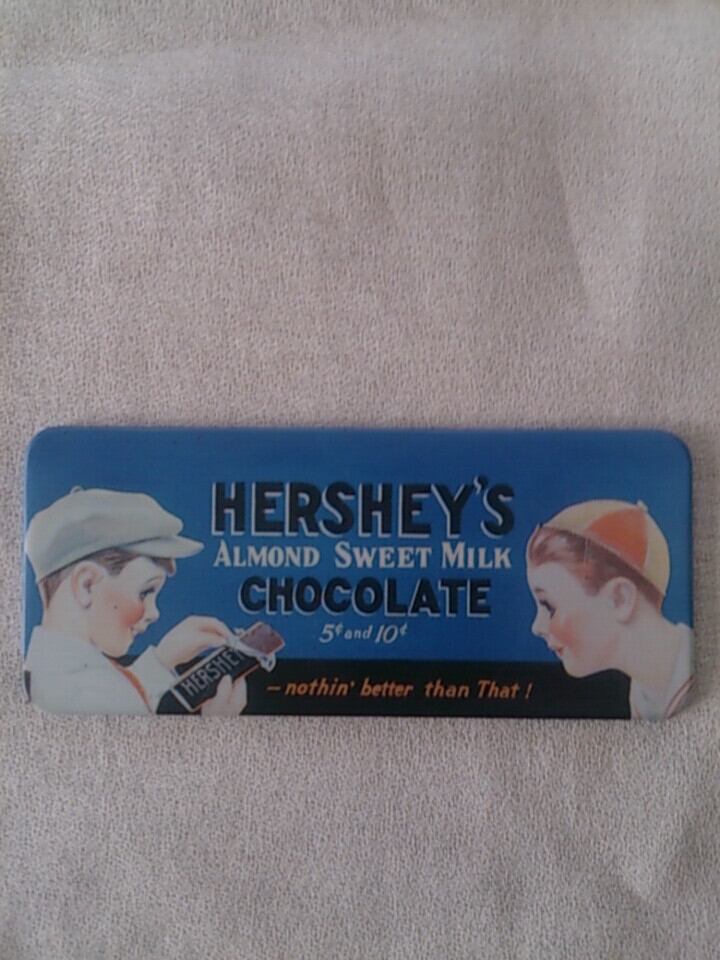 HERSHEY'S
ALMOND SWEET MILK
CHOCOLATE
5¢ and 10¢
HERSHEY
– nothin' better than That !